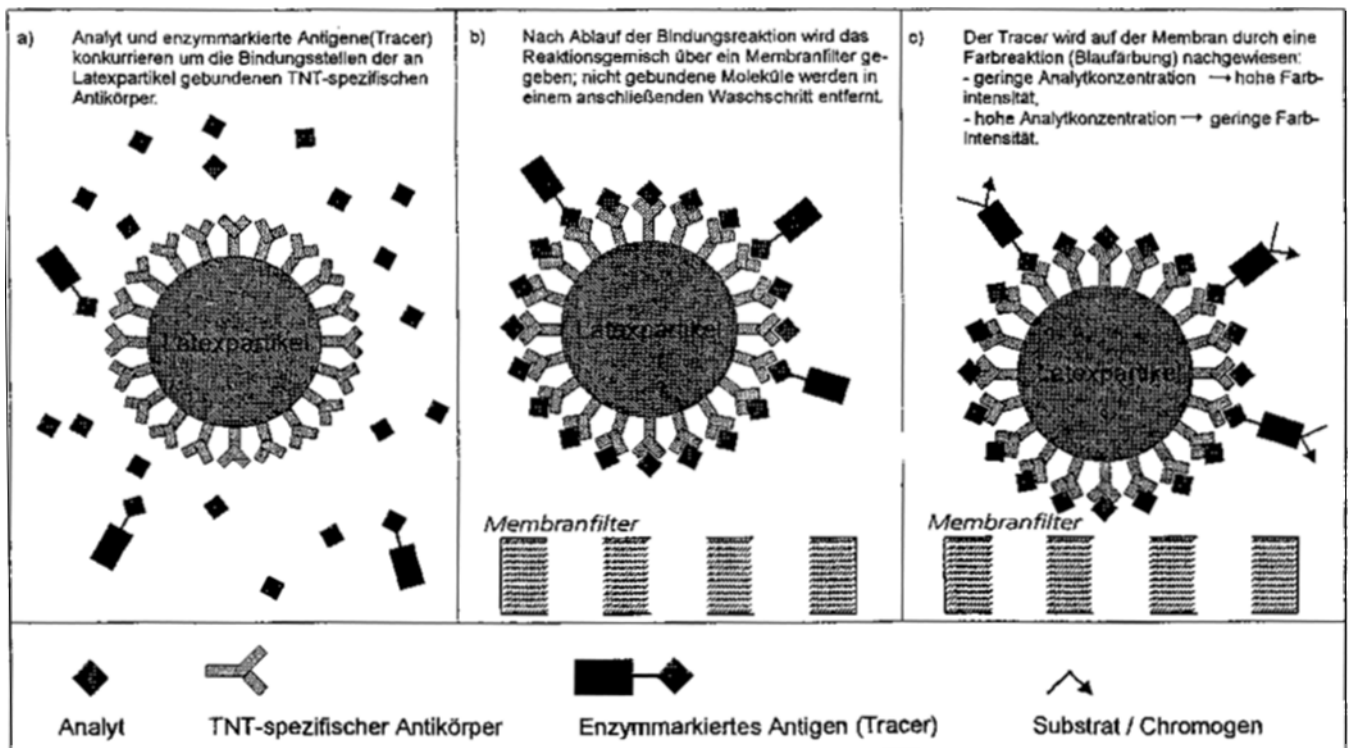 a) Analyt und enzymmarkierte Antigene(Tracer)
konkurrieren um die Bindungsstellen der an
Latexpartikel gebundenen TNT-spezifischen
Antikörper.
Latexpartikel
b) Nach Ablauf der Bindungsreaktion wird das
Reaktionsgemisch über ein Membranfilter ge-
geben; nicht gebundene Moleküle werden in
einem anschließenden Waschschritt entfernt.
Latexpartikel
Membranfilter
c) Der Tracer wird auf der Membran durch eine
Farbreaktion (Blaufärbung) nachgewiesen:
- geringe Analytkonzentration → hohe Farb-
intensität,
- hohe Analytkonzentration → geringe Farb-
intensität.
Latexpartikel
Membranfilter
Analyt
TNT-spezifischer Antikörper
Enzymmarkiertes Antigen (Tracer)
Substrat / Chromogen